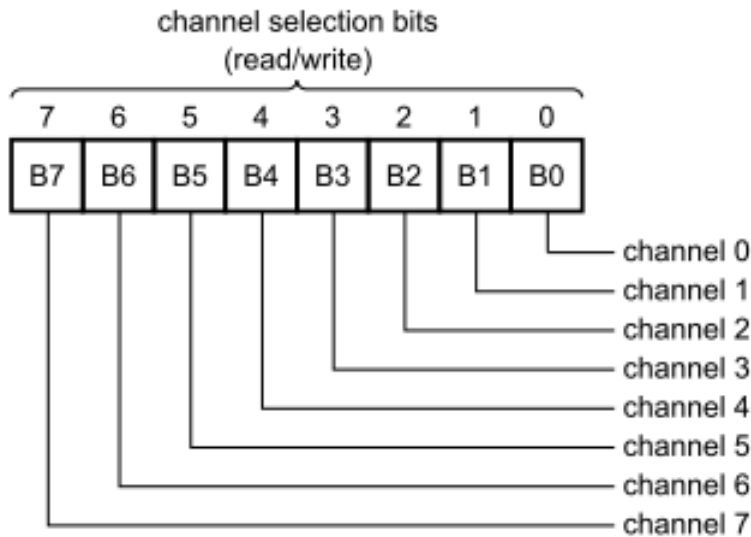 channel selection bits
(read/write)
7 6 5 4 3 2 1 0
B7 B6 B5 B4 B3 B2 B1 B0
channel 0
channel 1
channel 2
channel 3
channel 4
channel 5
channel 6
channel 7